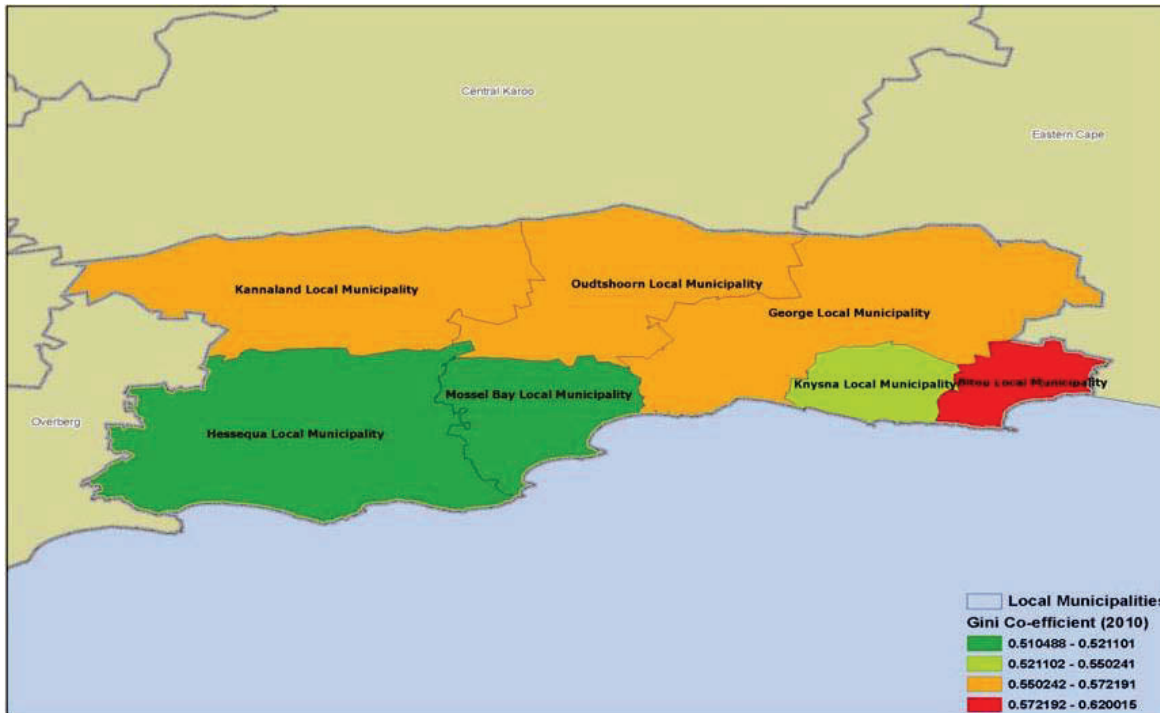 Central Karoo
Eastern Cape
Kannaland Local Municipality
Oudtshoorn Local Municipality
George Local Municipality
Knysna Local Municipality
Bitou Local Municipality
Mossel Bay Local Municipality
Overberg
Hessequa Local Municipality
Local Municipalities
Gini Co-efficient (2010)
0.510488 - 0.521101
0.521102 - 0.550241
0.550242 - 0.572191
0.572192 - 0.620015